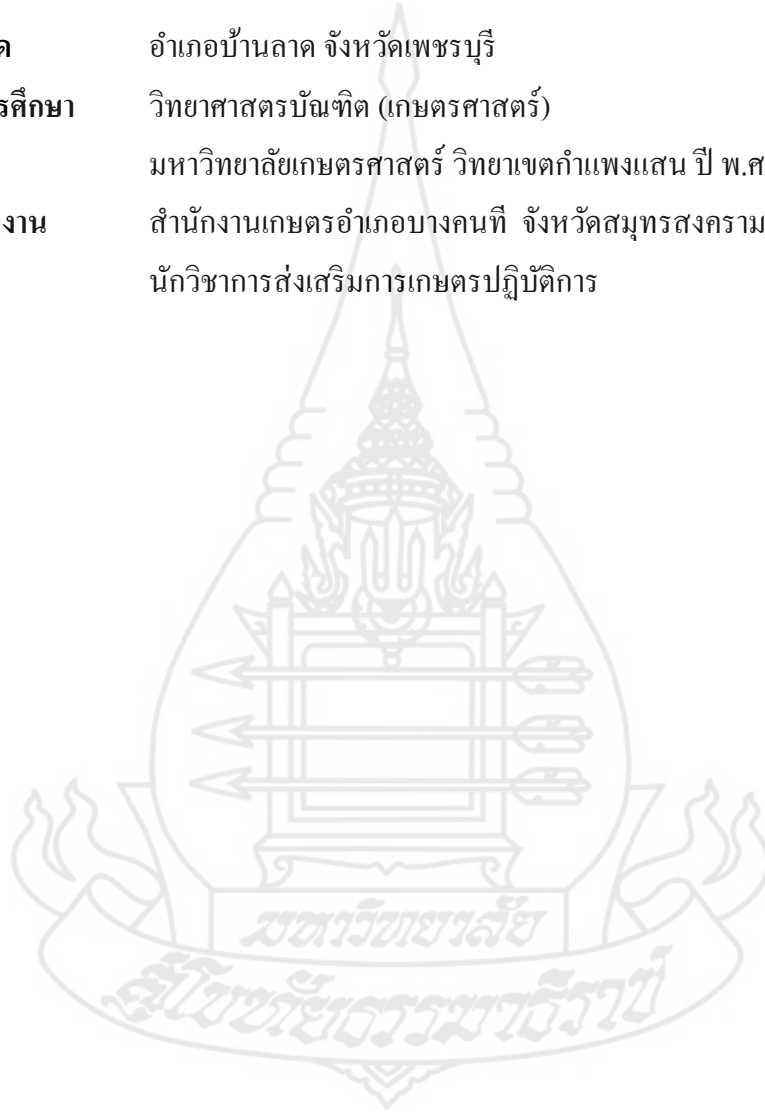 ด อำเภอบ้านลาด จังหวัดเพชรบุรี
รศึกษา วิทยาศาสตรบัณฑิต (เกษตรศาสตร์)
มหาวิทยาลัยเกษตรศาสตร์ วิทยาเขตกำแพงแสน ปี พ.ศ
งาน สำนักงานเกษตรอำเภอบางคนที จังหวัดสมุทรสงคราม
นักวิชาการส่งเสริมการเกษตรปฏิบัติการ
มหาวิทยาลัย
สุโขทัยธรรมาธิราช